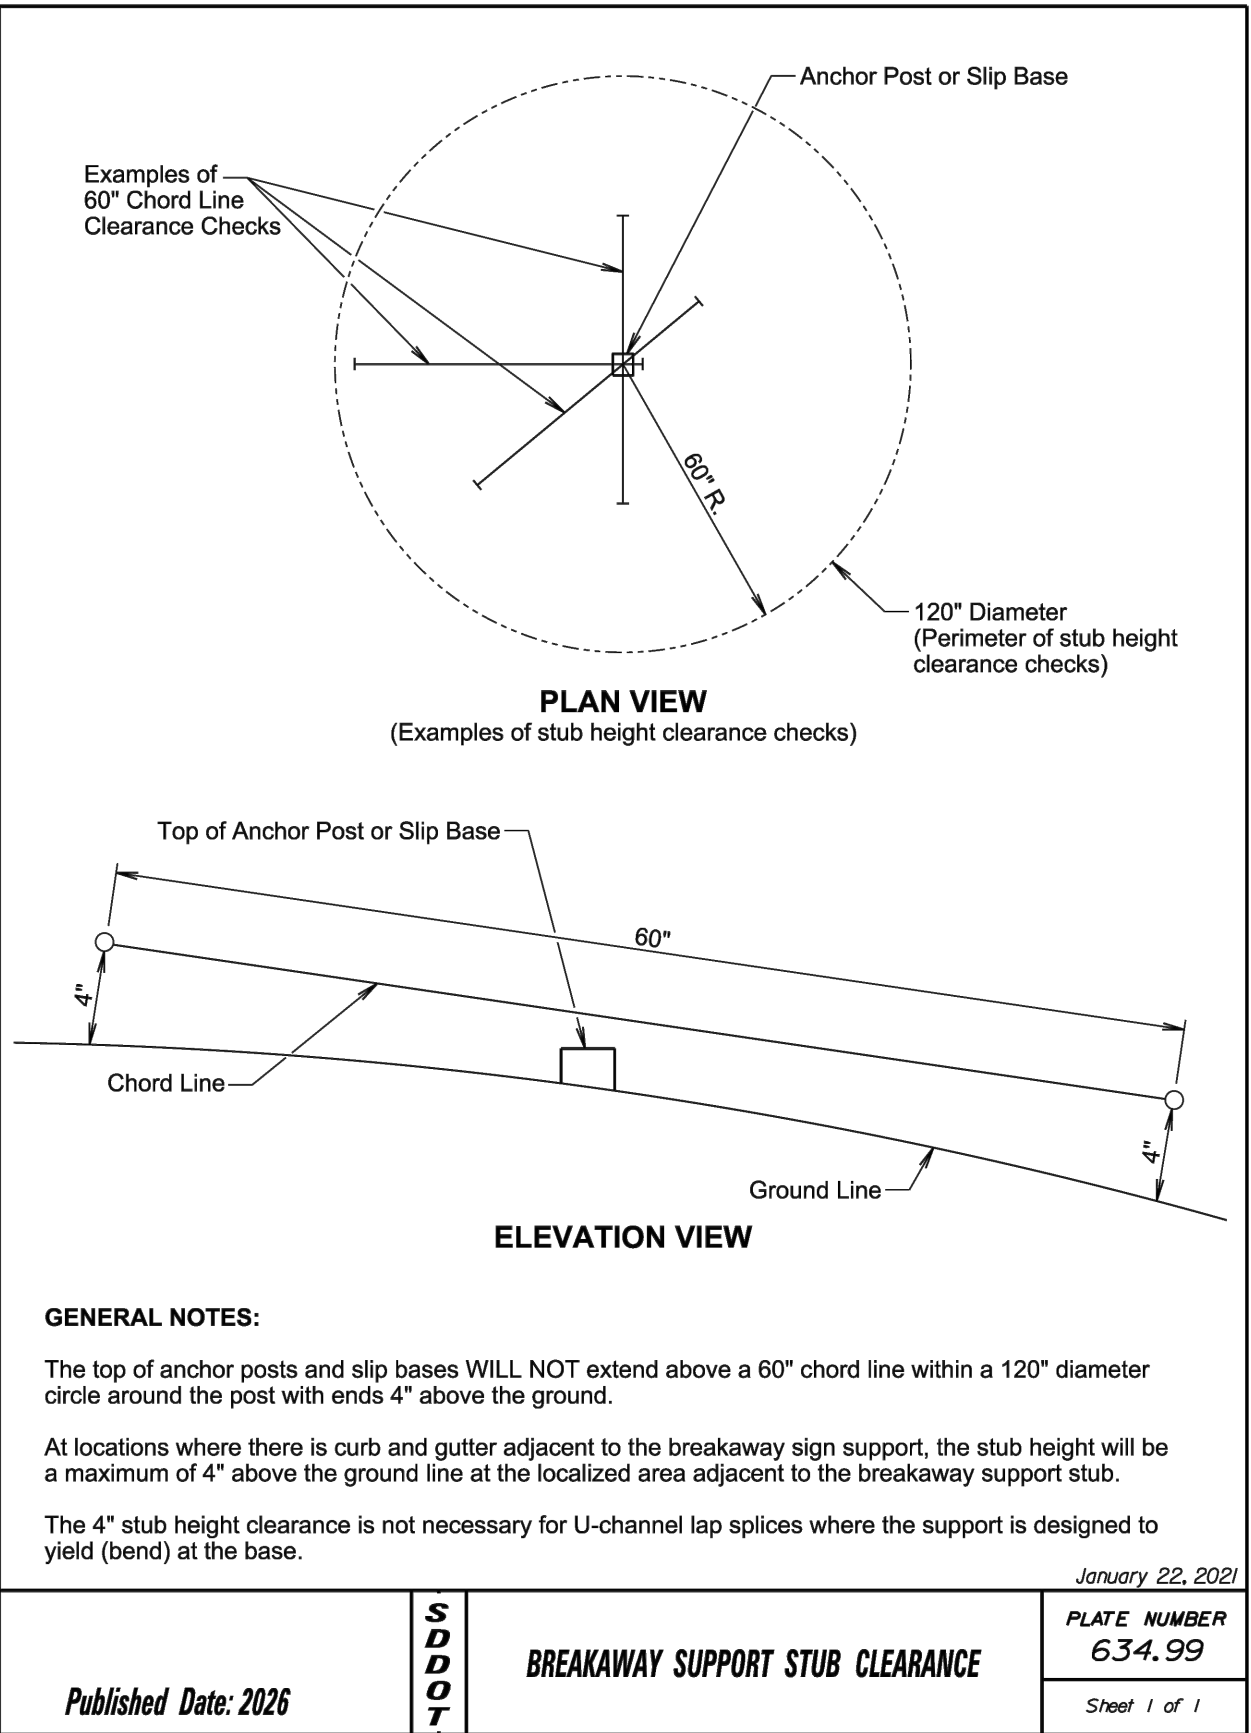 Anchor Post or Slip Base
Examples of
60" Chord Line
Clearance Checks
60" R.
120" Diameter
(Perimeter of stub height
clearance checks)
PLAN VIEW
(Examples of stub height clearance checks)
Top of Anchor Post or Slip Base
60"
4"
Chord Line
4"
Ground Line
ELEVATION VIEW
GENERAL NOTES:
The top of anchor posts and slip bases WILL NOT extend above a 60" chord line within a 120" diameter
circle around the post with ends 4" above the ground.
At locations where there is curb and gutter adjacent to the breakaway sign support, the stub height will be
a maximum of 4" above the ground line at the localized area adjacent to the breakaway support stub.
The 4" stub height clearance is not necessary for U-channel lap splices where the support is designed to
yield (bend) at the base.
January 22, 2021
Published Date: 2026
S
D
D
O
T
BREAKAWAY SUPPORT STUB CLEARANCE
PLATE NUMBER
634.99
Sheet 1 of 1